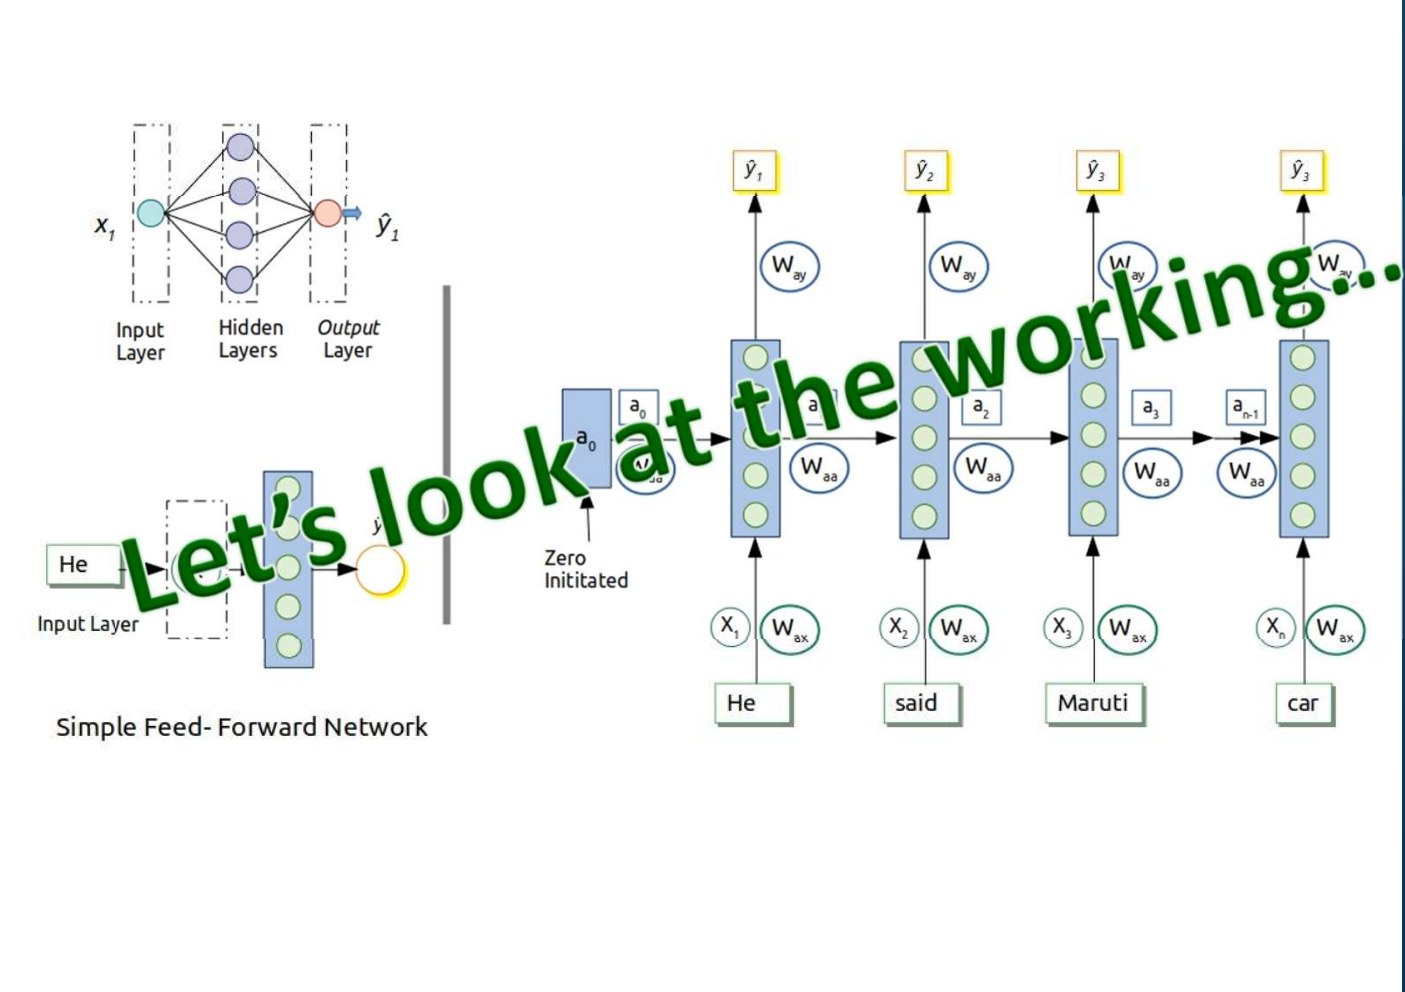 x1
ŷ1
Input
Layer
Hidden
Layers
Output
Layer
He
Input Layer
Simple Feed- Forward Network
Let's look at the working...
ŷ1
ŷ2
ŷ3
ŷ3
Way
Way
Way
Way
a0
a0
a2
a3
an-1
Waa
Waa
Waa
Waa
Zero
Inititated
X1
Wax
X2
Wax
X3
Wax
Xn
Wax
He
said
Maruti
car